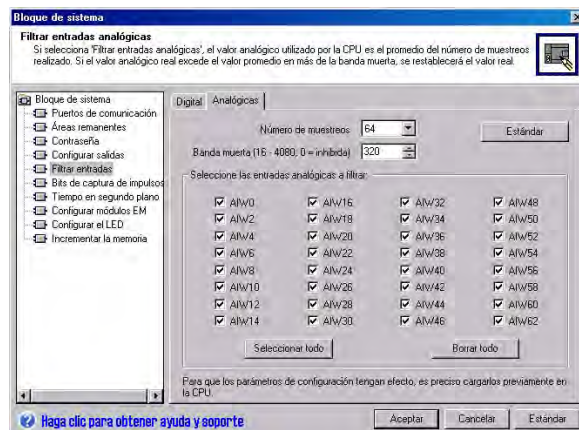 Bloque de sistema
Filtrar entradas analógicas
Si selecciona 'Filtrar entradas analógicas', el valor analógico utilizado por la CPU es el promedio del número de muestreos
realizado. Si el valor analógico real excede el valor promedio en más de la banda muerta, se restablecerá el valor real.
Bloque de sistema
Puertos de comunicación
Áreas remanentes
Contraseña
Configurar salidas
Filtrar entradas
Bits de captura de impulsos
Tiempo en segundo plano
Configurar módulos EM
Configurar el LED
Incrementar la memoria
Digital Analógicas
Número de muestreos 64 Estándar
Banda muerta (16 - 4080, 0 = inhibida) 320
Seleccione las entradas analógicas a filtrar
AIW0 AIW16 AIW32 AIW48
AIW2 AIW18 AIW34 AIW50
AIW4 AIW20 AIW36 AIW52
AIW6 AIW22 AIW38 AIW54
AIW8 AIW24 AIW40 AIW56
AIW10 AIW26 AIW42 AIW58
AIW12 AIW28 AIW44 AIW60
AIW14 AIW30 AIW46 AIW62
Seleccionar todo Borrar todo
Para que los parámetros de configuración tengan efecto, es preciso cargarlos previamente en
la CPU.
Haga clic para obtener ayuda y soporte Aceptar Cancelar Estándar